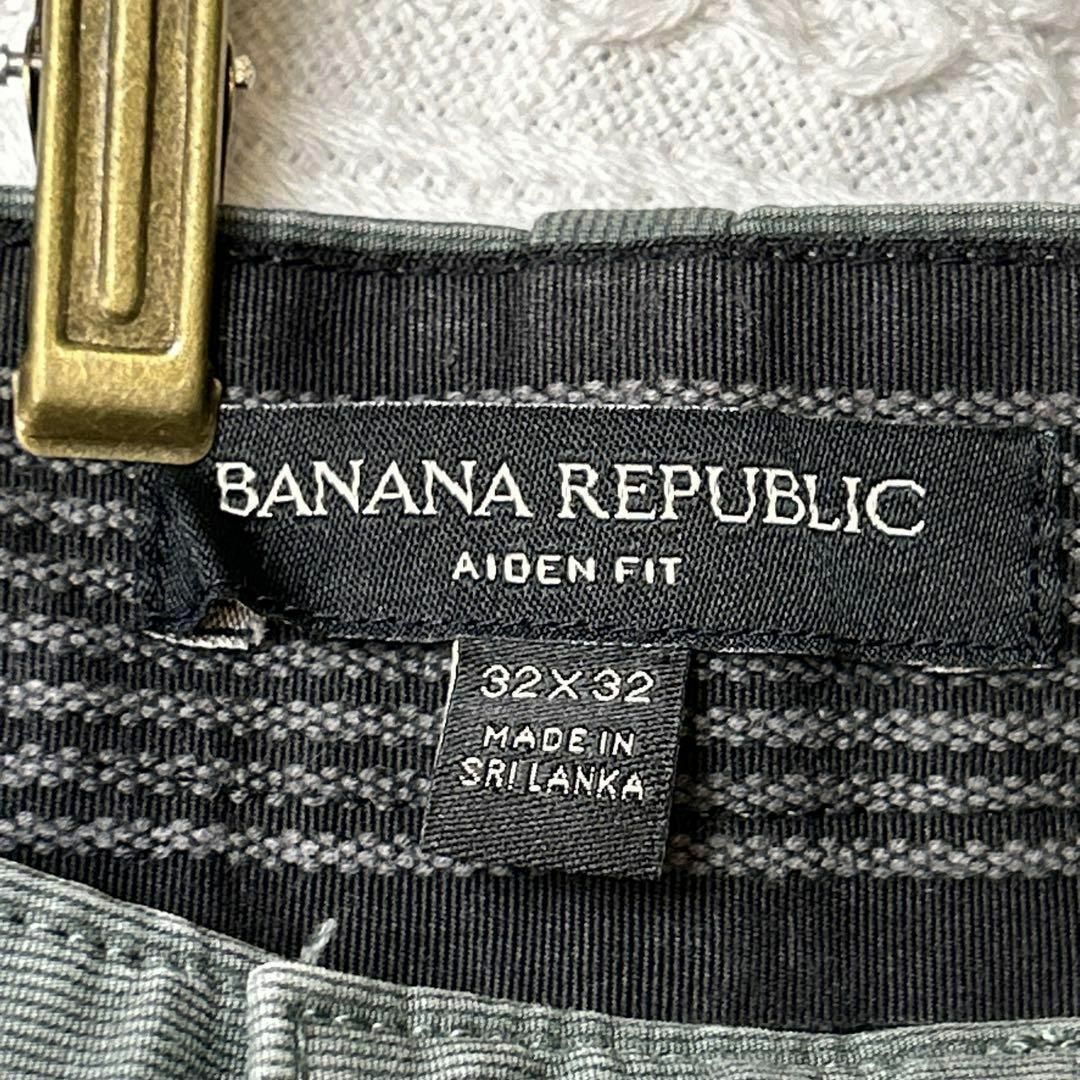 BANANA REPUBLIC
AIDEN FIT
32X32
MADE IN
SRI LANKA